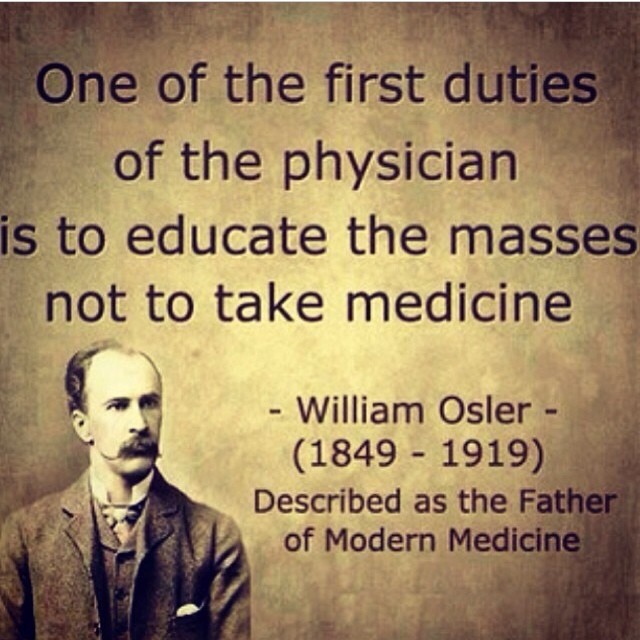 One of the first duties
of the physician
is to educate the masses
not to take medicine
- William Osler -
(1849 - 1919)
Described as the Father
of Modern Medicine